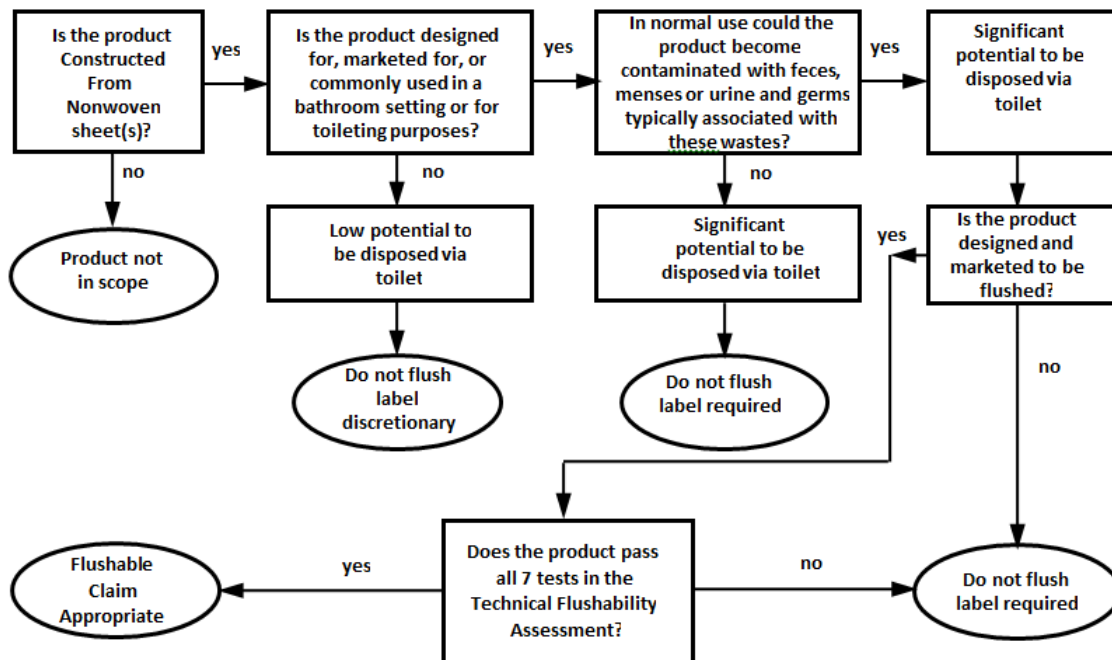 Is the product
Constructed
From
Nonwoven
sheet(s)?
yes
Is the product designed
for, marketed for, or
commonly used in a
bathroom setting or for
toileting purposes?
yes
In normal use could the
product become
contaminated with feces,
menses or urine and germs
typically associated with
these wastes?
yes
Significant
potential to be
disposed via
toilet
no
no
no
Product not
in scope
Low potential to
be disposed via
toilet
Significant
potential to be
disposed via toilet
yes
Is the product
designed and
marketed to be
flushed?
Do not flush
label
discretionary
Do not flush
label required
no
Flushable
Claim
Appropriate
yes
Does the product pass
all 7 tests in the
Technical Flushability
Assessment?
no
Do not flush
label required